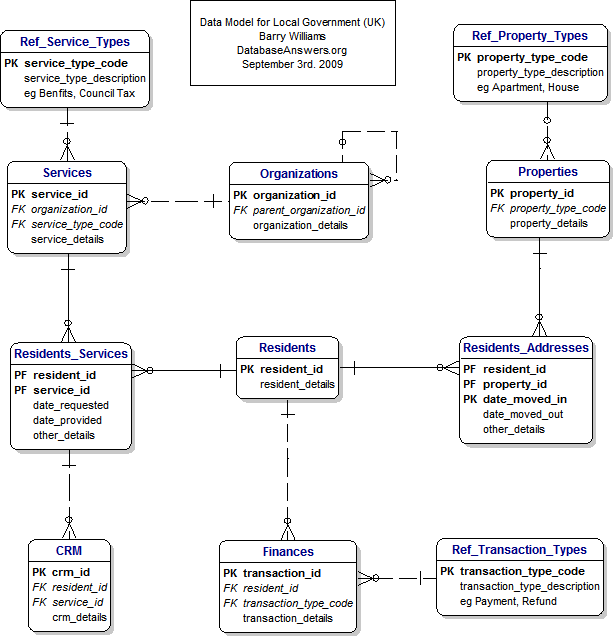 Data Model for Local Government (UK)
Barry Williams
DatabaseAnswers.org
September 3rd. 2009
Ref_Service_Types
PK service_type_code
service_type_description
eg Benfits, Council Tax
Ref_Property_Types
PK property_type_code
property_type_description
eg Apartment, House
Services
PK service_id
FK organization_id
FK service_type_code
service_details
Organizations
PK organization_id
FK parent_organization_id
organization_details
Properties
PK property_id
FK property_type_code
property_details
Residents_Services
PF resident_id
PF service_id
date_requested
date_provided
other_details
Residents
PK resident_id
resident_details
Residents_Addresses
PF resident_id
PF property_id
PK date_moved_in
date_moved_out
other_details
CRM
PK crm_id
FK resident_id
FK service_id
crm_details
Finances
PK transaction_id
FK resident_id
FK transaction_type_code
transaction_details
Ref_Transaction_Types
PK transaction_type_code
transaction_type_description
eg Payment, Refund